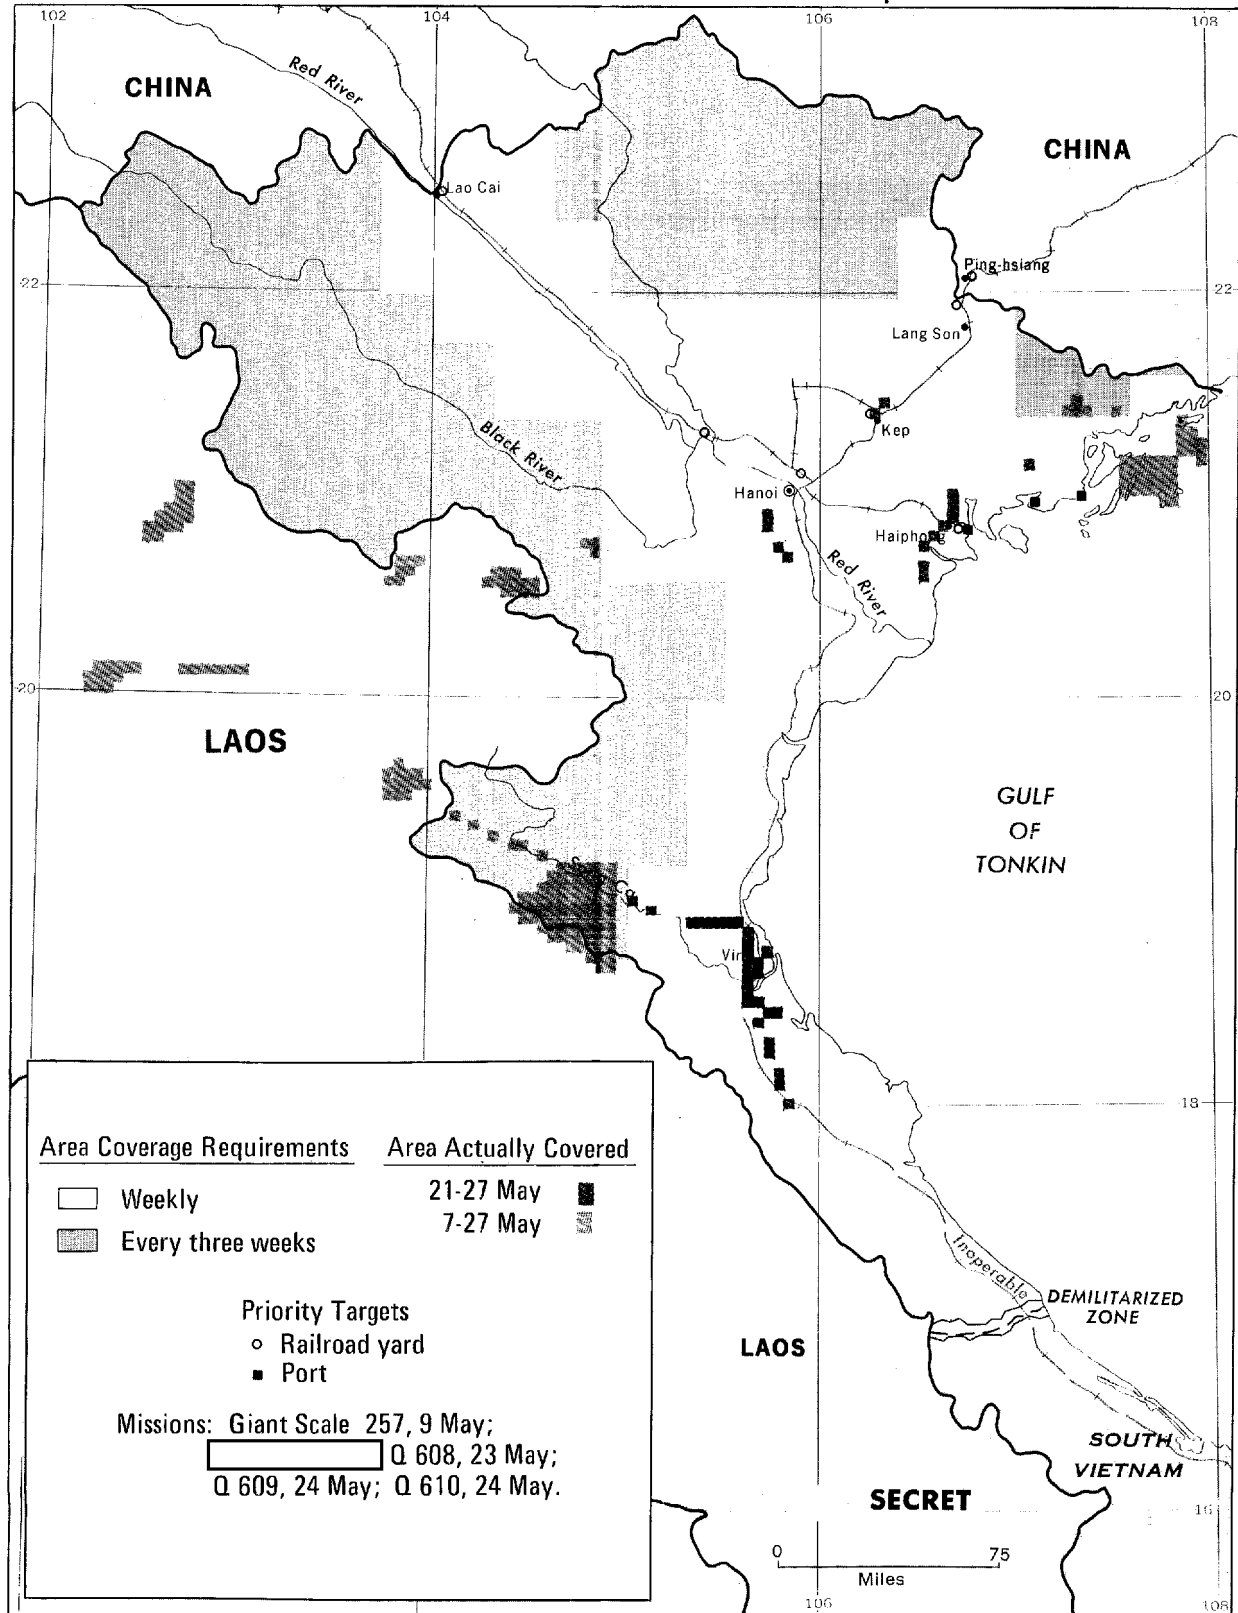 102
104
106
108
CHINA
Red River
CHINA
Lao Cai
Ping-hsiang
22
22
Lang Son
Kep
Black River
Hanoi
Haiphong
Red River
20
20
LAOS
GULF
OF
TONKIN
18
Area Coverage Requirements
Weekly
Every three weeks
Area Actually Covered
21-27 May
7-27 May
Priority Targets
Railroad yard
Port
Missions: Giant Scale 257, 9 May;
Q 608, 23 May;
Q 609, 24 May; Q 610, 24 May.
Inoperable
DEMILITARIZED
ZONE
LAOS
SOUTH
VIETNAM
SECRET
16
0
75
Miles
106
108